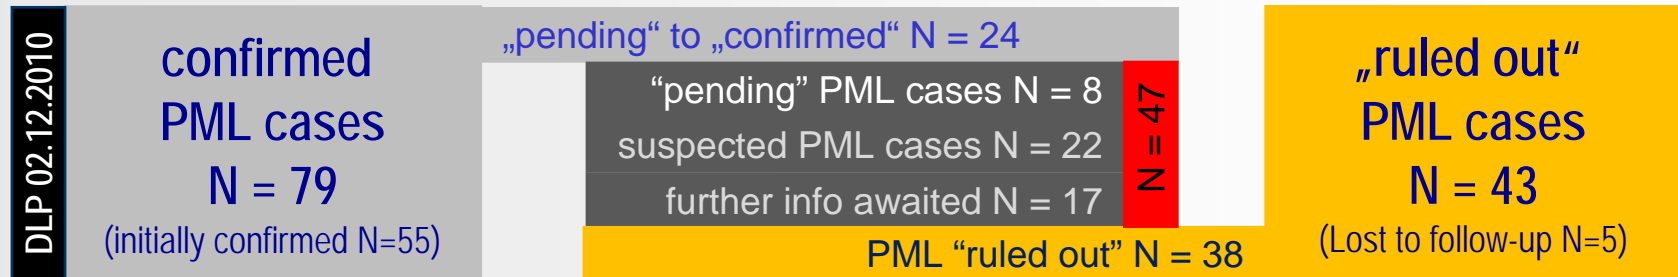 DLP 02.12.2010
confirmed
PML cases
N = 79
(initially confirmed N=55)
„pending“ to „confirmed“ N = 24
“pending” PML cases N = 8
suspected PML cases N = 22
further info awaited N = 17
N = 47
PML “ruled out” N = 38
„ruled out“
PML cases
N = 43
(Lost to follow-up N=5)